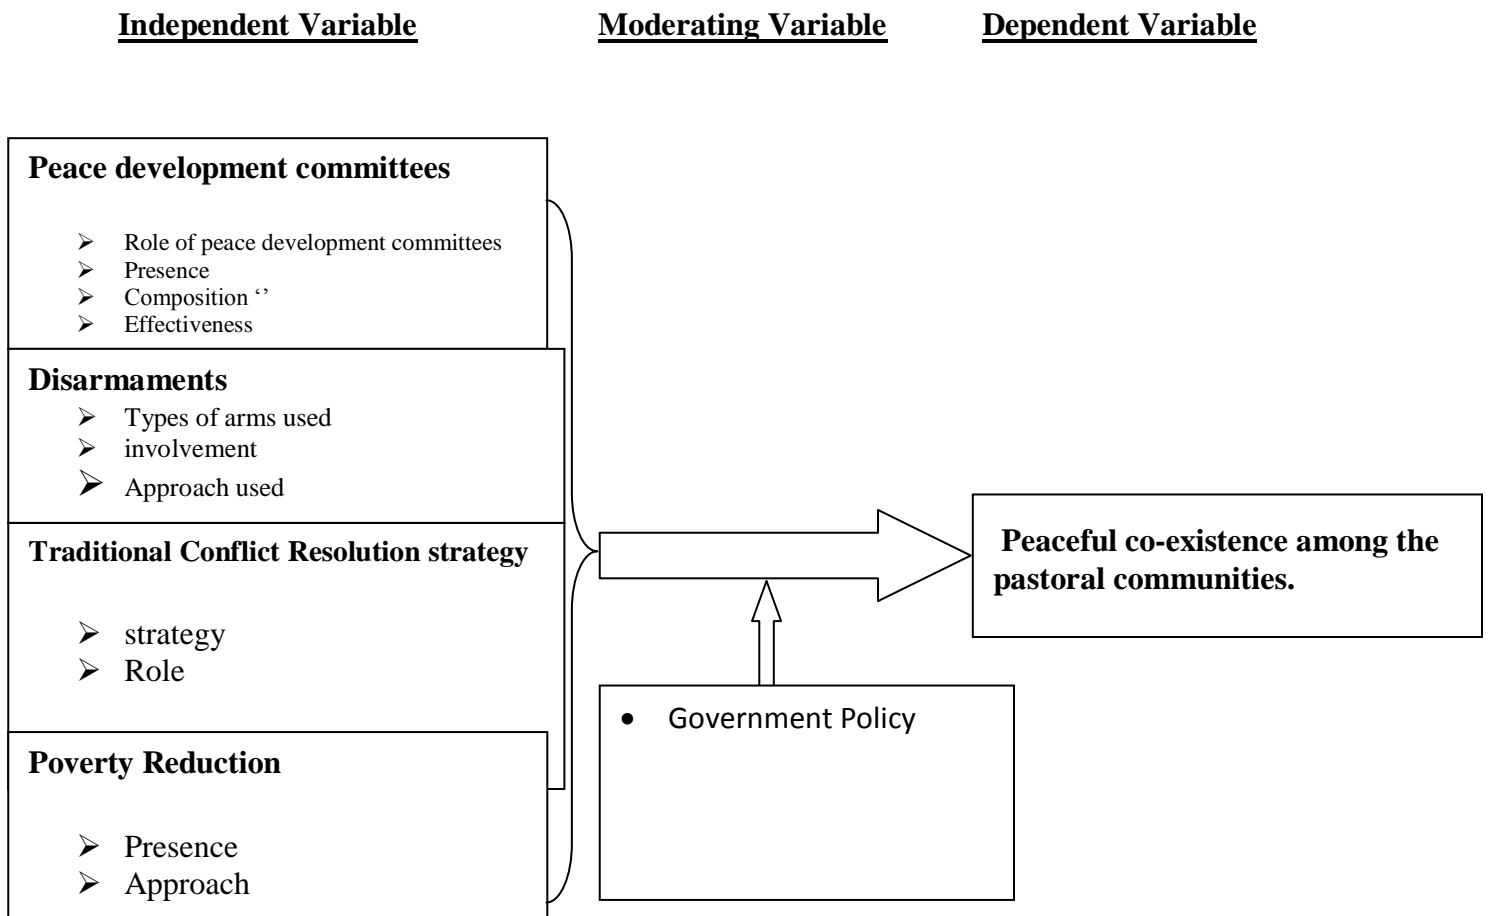 Independent Variable
Moderating Variable
Dependent Variable
Peace development committees
Role of peace development committees
Presence
Composition ‘’
Effectiveness
Disarmaments
Types of arms used
involvement
Approach used
Traditional Conflict Resolution strategy
strategy
Role
Poverty Reduction
Presence
Approach
Government Policy
Peaceful co-existence among the
pastoral communities.